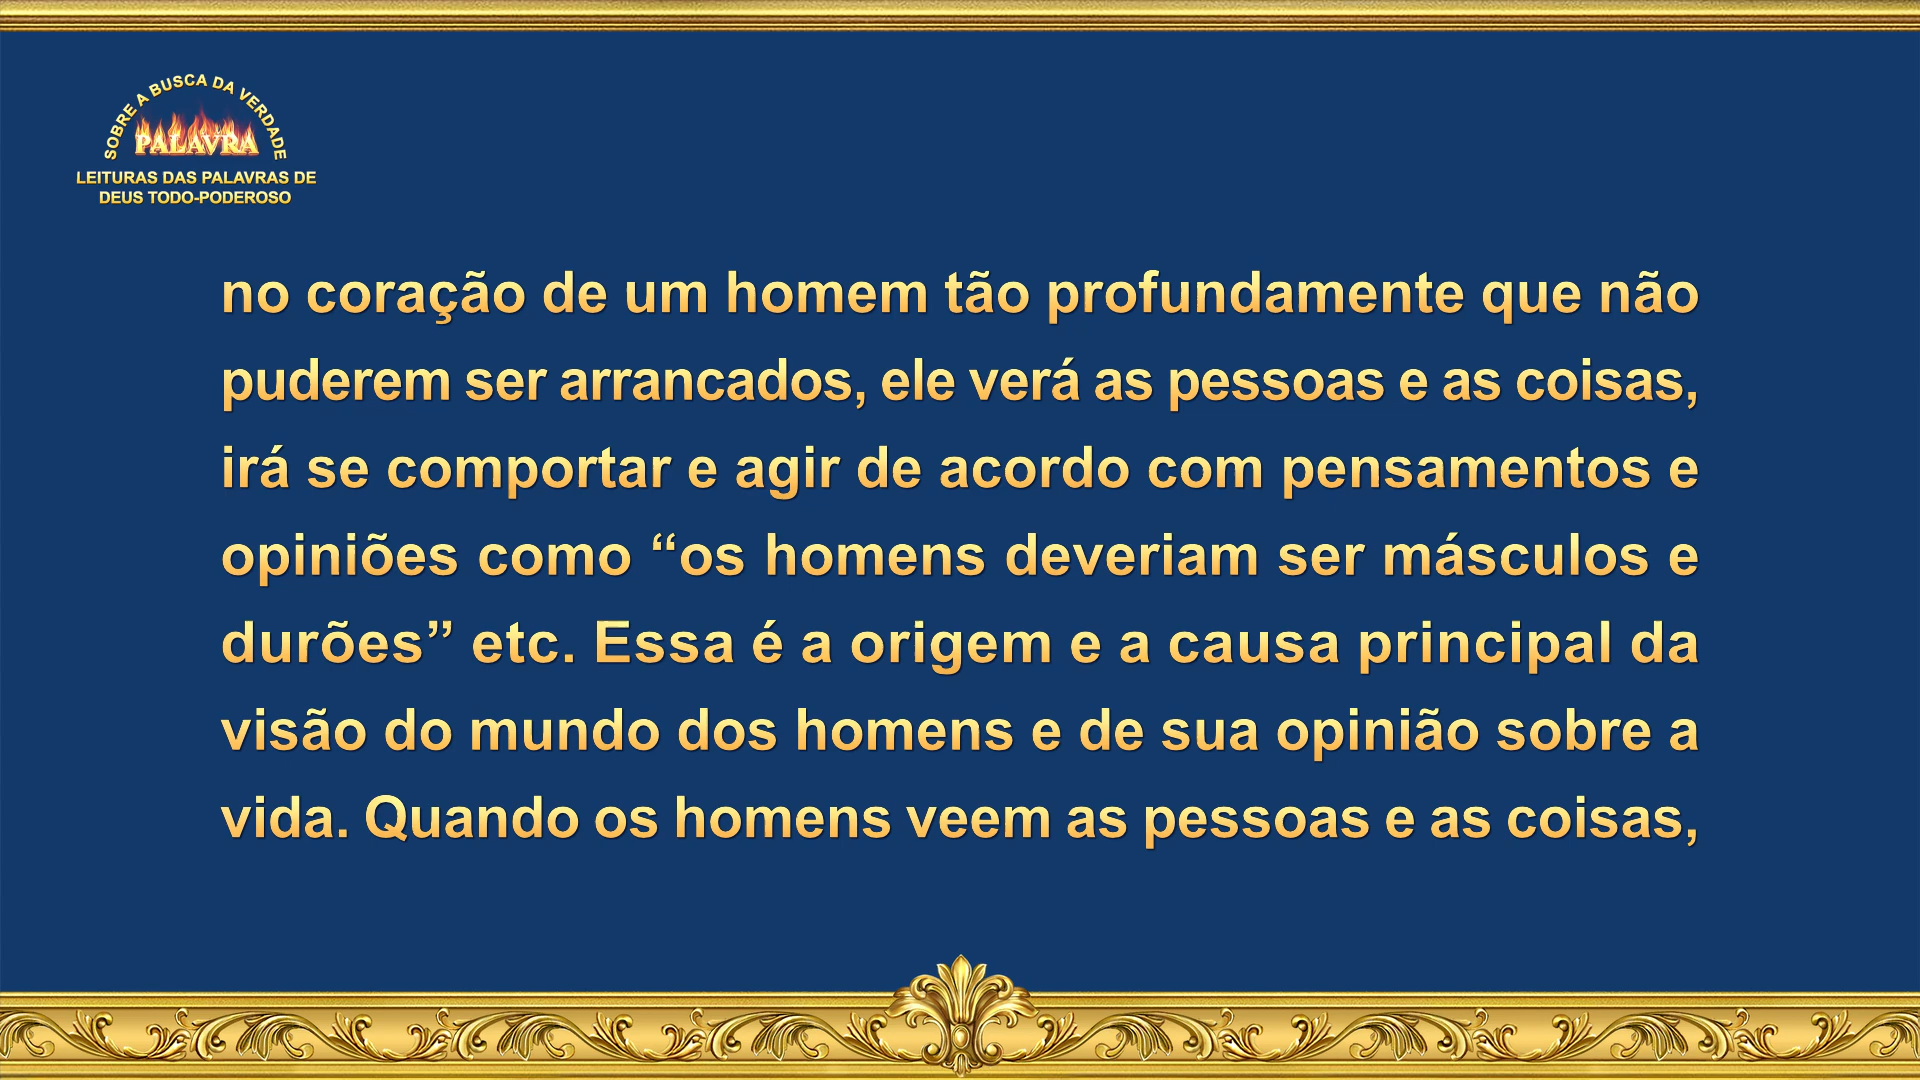 SOBRE A BUSCA DA VERDADE
PALAVRA
LEITURAS DAS PALAVRAS DE
DEUS TODO-PODEROSO
no coração de um homem tão profundamente que não
puderem ser arrancados, ele verá as pessoas e as coisas,
irá se comportar e agir de acordo com pensamentos e
opiniões como “os homens deveriam ser másculos e
durões” etc. Essa é a origem e a causa principal da
visão do mundo dos homens e de sua opinião sobre a
vida. Quando os homens veem as pessoas e as coisas,